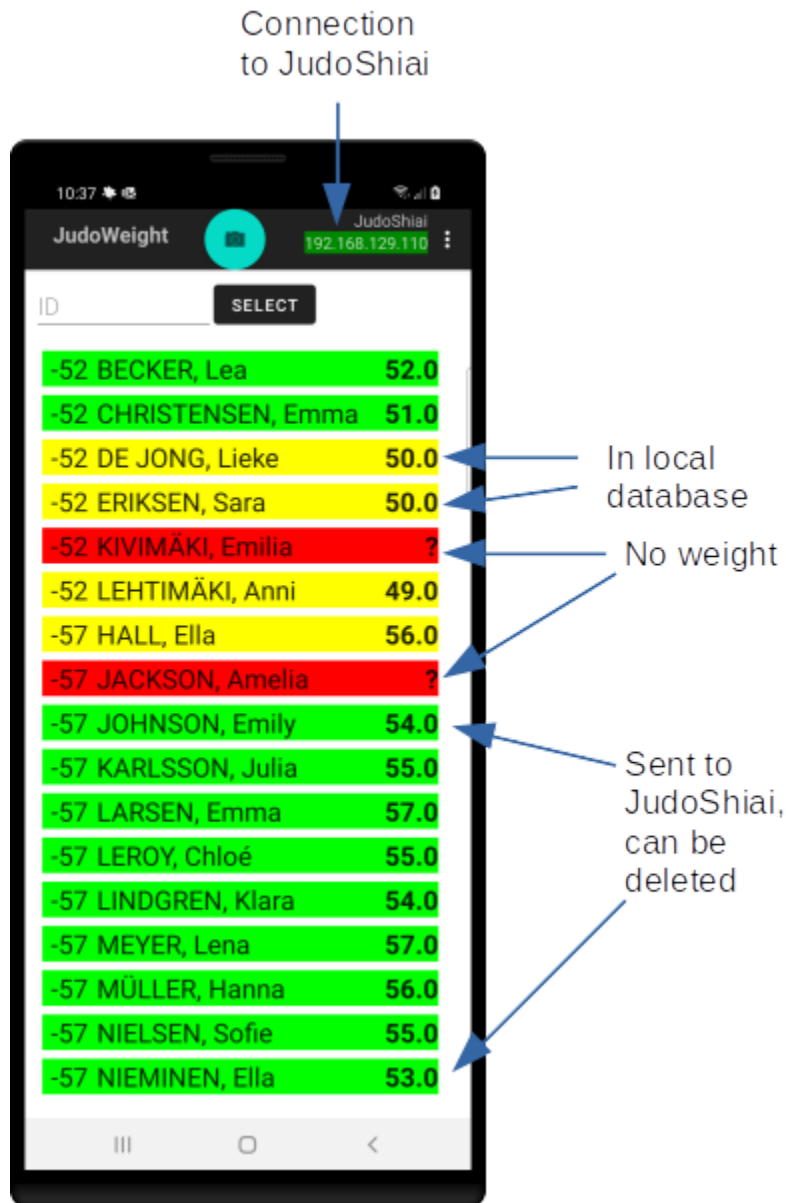 Connection
to JudoShiai
10:37
JudoWeight
JudoShiai
192.168.129.110
ID
SELECT
-52 BECKER, Lea 52.0
-52 CHRISTENSEN, Emma 51.0
-52 DE JONG, Lieke 50.0
-52 ERIKSEN, Sara 50.0
-52 KIVIMÄKI, Emilia ?
-52 LEHTIMÄKI, Anni 49.0
-57 HALL, Ella 56.0
-57 JACKSON, Amelia ?
-57 JOHNSON, Emily 54.0
-57 KARLSSON, Julia 55.0
-57 LARSEN, Emma 57.0
-57 LEROY, Chloé 55.0
-57 LINDGREN, Klara 54.0
-57 MEYER, Lena 57.0
-57 MÜLLER, Hanna 56.0
-57 NIELSEN, Sofie 55.0
-57 NIEMINEN, Ella 53.0
In local
database
No weight
Sent to
JudoShiai,
can be
deleted